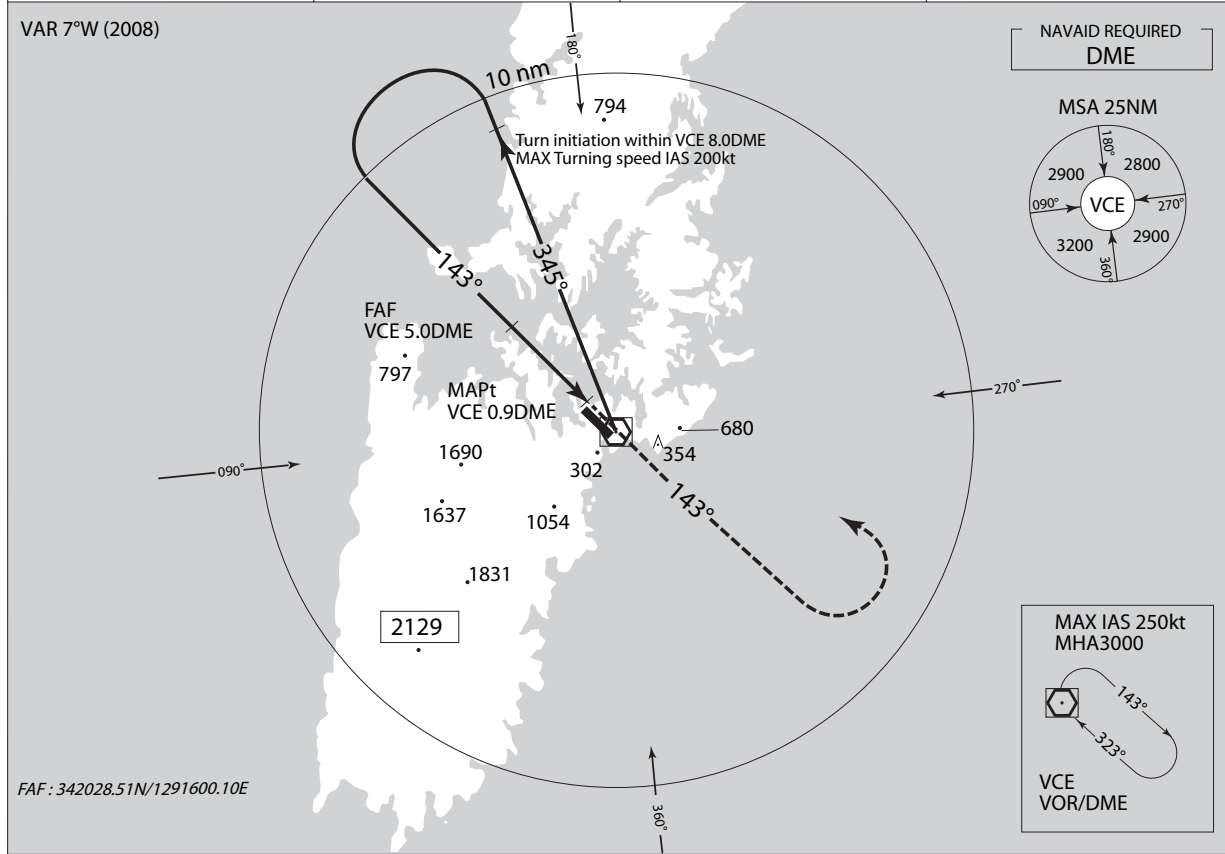 VAR 7°W (2008)
NAVAID REQUIRED
DME
MSA 25NM
180°
2900
2800
090°
VCE
270°
3200
2900
360°
180°
10 nm
794
Turn initiation within VCE 8.0DME
MAX Turning speed IAS 200kt
345°
143°
FAF
VCE 5.0DME
797
MAPt
VCE 0.9DME
270°
680
354
302
090°
1690
1637
1054
143°
1831
2129
MAX IAS 250kt
MHA3000
143°
323°
VCE
VOR/DME
FAF : 342028.51N/1291600.10E
360°